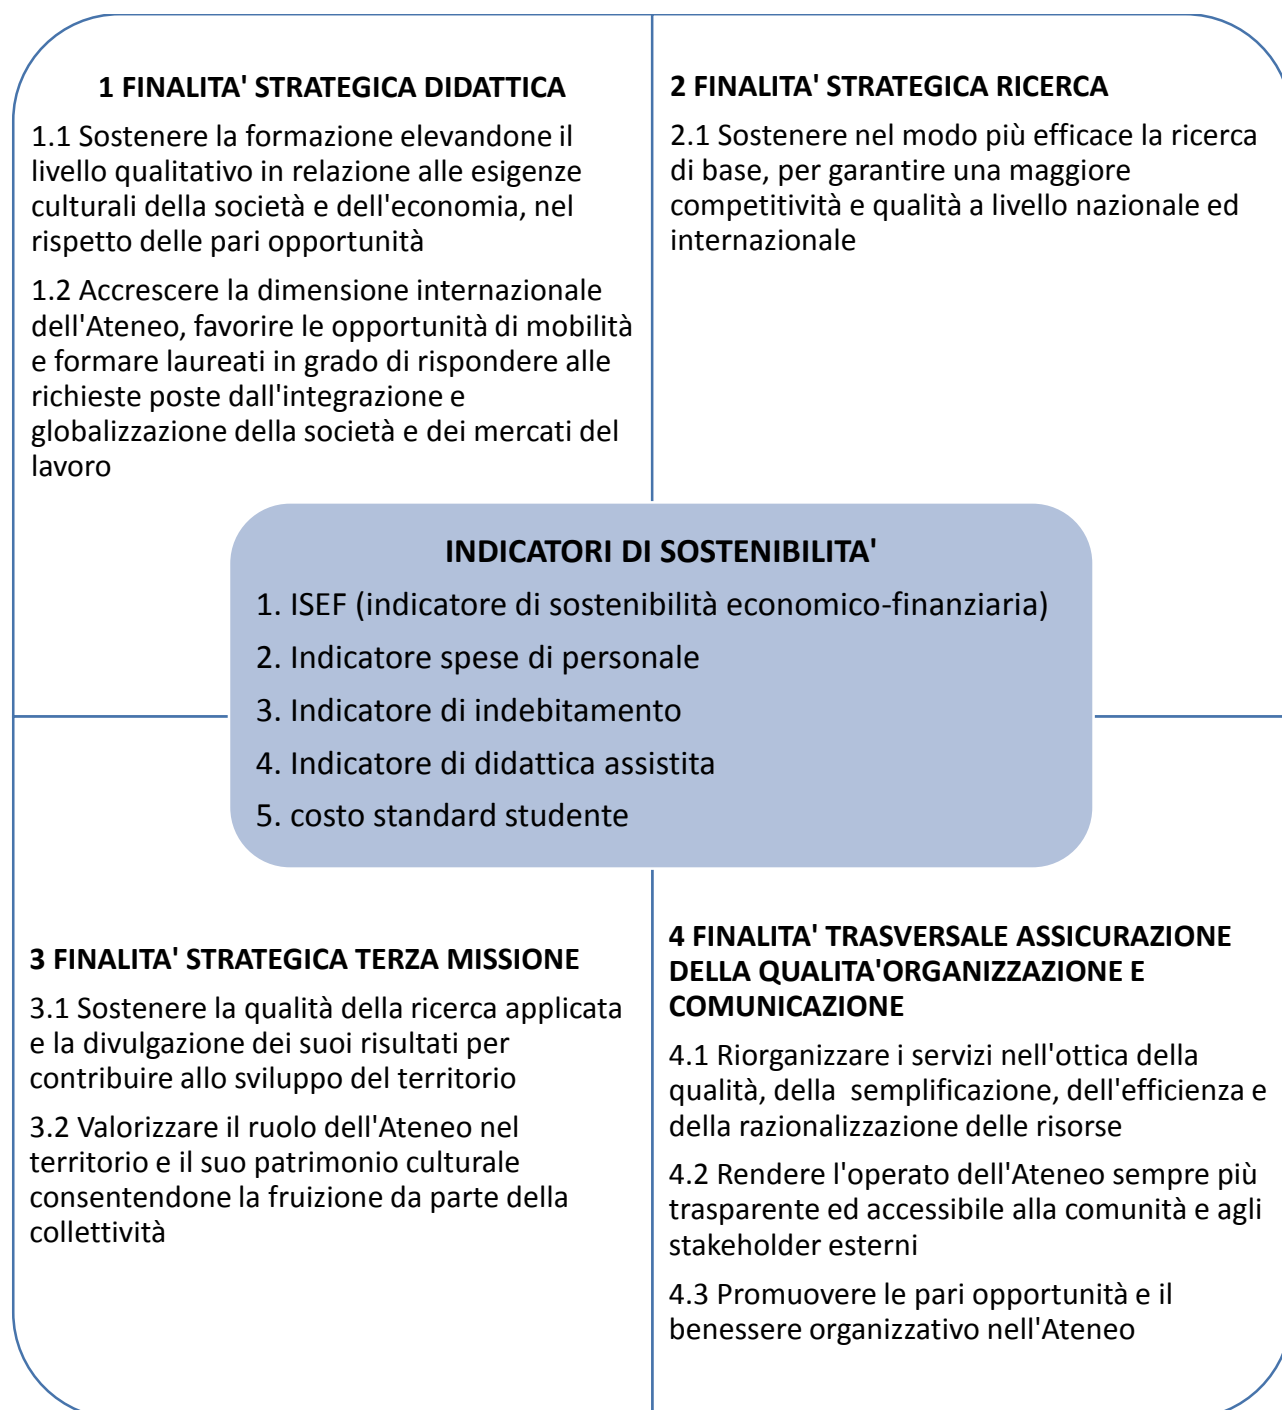 1 FINALITA' STRATEGICA DIDATTICA
1.1 Sostenere la formazione elevandone il
livello qualitativo in relazione alle esigenze
culturali della società e dell'economia, nel
rispetto delle pari opportunità
1.2 Accrescere la dimensione internazionale
dell'Ateneo, favorire le opportunità di mobilità
e formare laureati in grado di rispondere alle
richieste poste dall'integrazione e
globalizzazione della società e dei mercati del
lavoro
2 FINALITA' STRATEGICA RICERCA
2.1 Sostenere nel modo più efficace la ricerca
di base, per garantire una maggiore
competitività e qualità a livello nazionale ed
internazionale
INDICATORI DI SOSTENIBILITA'
1. ISEF (indicatore di sostenibilità economico-finanziaria)
2. Indicatore spese di personale
3. Indicatore di indebitamento
4. Indicatore di didattica assistita
5. costo standard studente
3 FINALITA' STRATEGICA TERZA MISSIONE
3.1 Sostenere la qualità della ricerca applicata
e la divulgazione dei suoi risultati per
contribuire allo sviluppo del territorio
3.2 Valorizzare il ruolo dell'Ateneo nel
territorio e il suo patrimonio culturale
consentendone la fruizione da parte della
collettività
4 FINALITA' TRASVERSALE ASSICURAZIONE
DELLA QUALITA'ORGANIZZAZIONE E
COMUNICAZIONE
4.1 Riorganizzare i servizi nell'ottica della
qualità, della  semplificazione, dell'efficienza e
della razionalizzazione delle risorse
4.2 Rendere l'operato dell'Ateneo sempre più
trasparente ed accessibile alla comunità e agli
stakeholder esterni
4.3 Promuovere le pari opportunità e il
benessere organizzativo nell'Ateneo